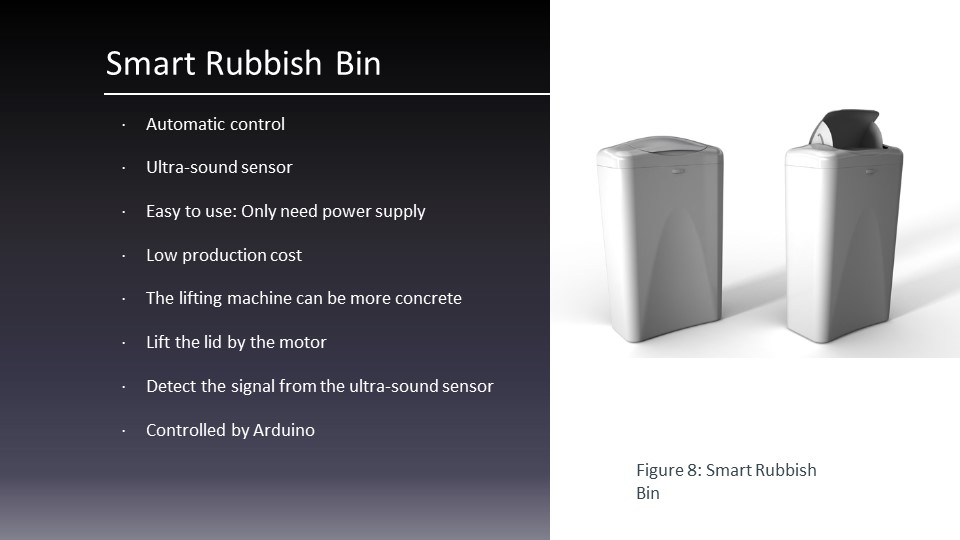 Smart Rubbish Bin
· Automatic control
· Ultra-sound sensor
· Easy to use: Only need power supply
· Low production cost
· The lifting machine can be more concrete
· Lift the lid by the motor
· Detect the signal from the ultra-sound sensor
· Controlled by Arduino
Figure 8: Smart Rubbish
Bin